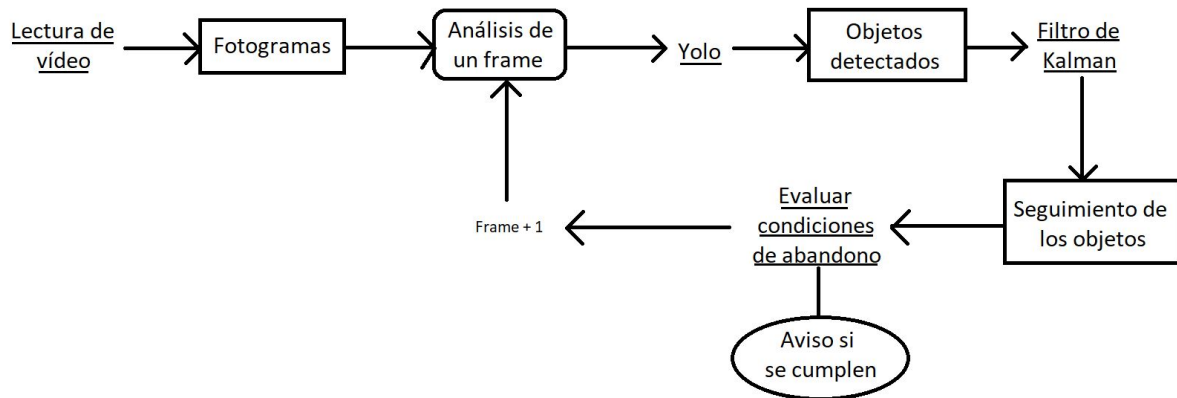 Lectura de
vídeo
Fotogramas
Análisis de
un frame
Yolo
Objetos
detectados
Filtro de
Kalman
Seguimiento de
los objetos
Evaluar
condiciones
de abandono
Frame + 1
Aviso si
se cumplen